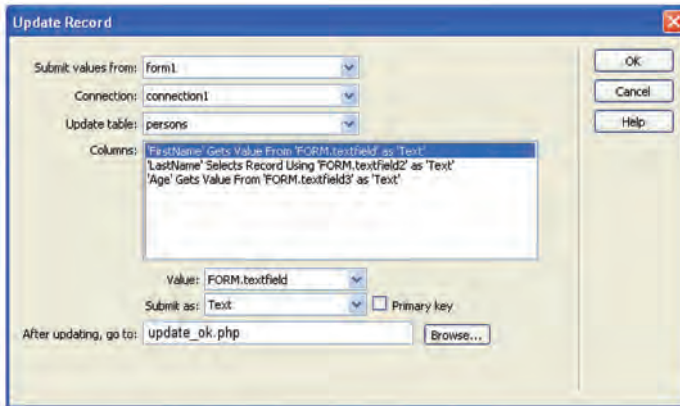 Update Record
Submit values from: form1
OK
Connection: connection1
Cancel
Update table: persons
Help
Columns: 'FirstName' Gets Value From 'FORM.textfield' as 'Text'
'LastName' Selects Record Using 'FORM.textfield2' as 'Text'
'Age' Gets Value From 'FORM.textfield3' as 'Text'
Value: FORM.textfield
Submit as: Text
Primary key
After updating, go to: update_ok.php
Browse...